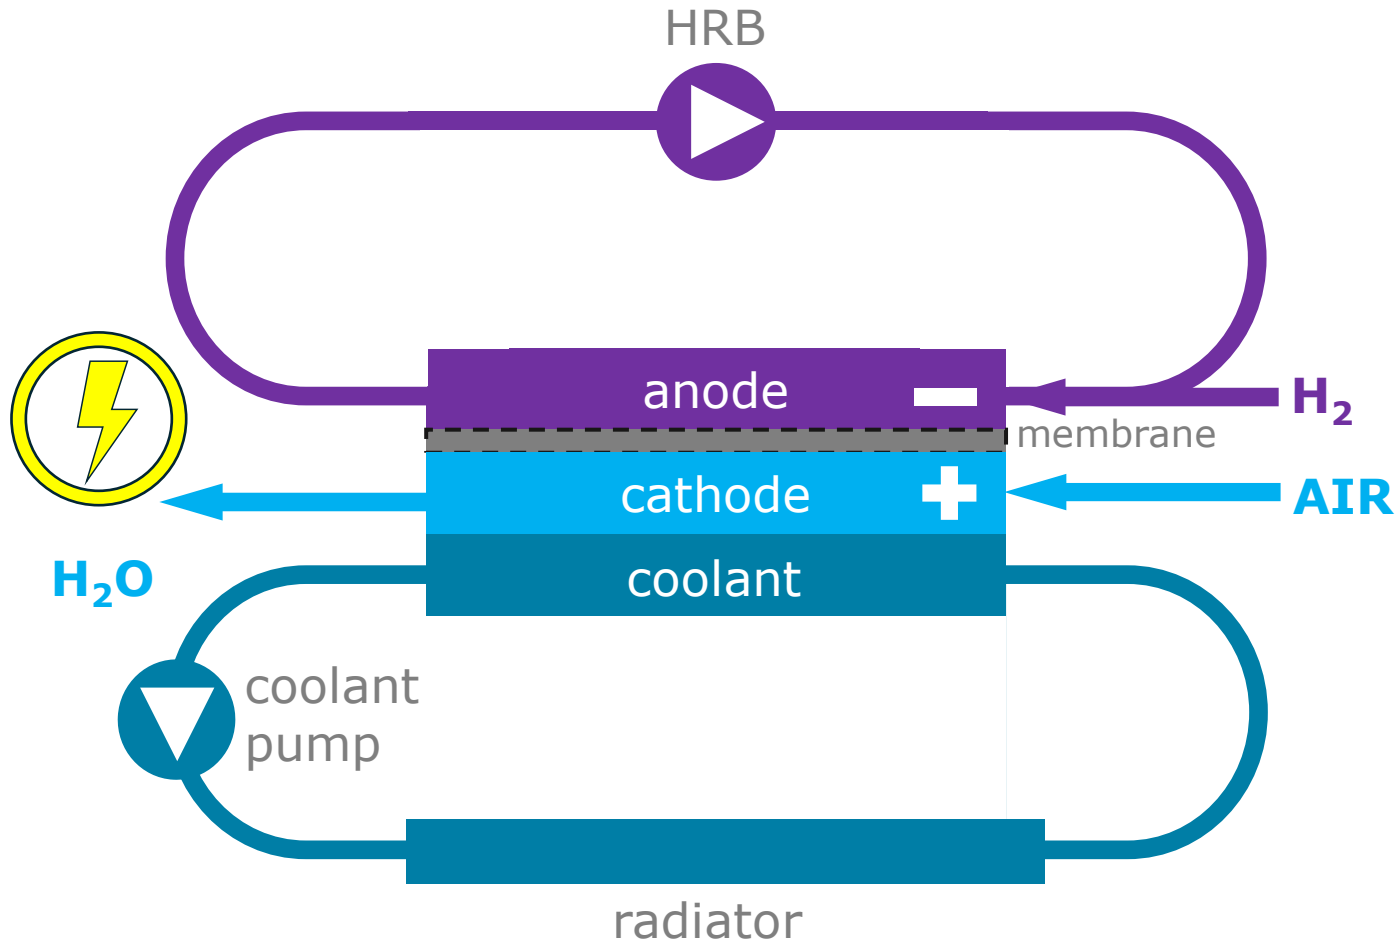 HRB
anode
H₂
membrane
cathode
AIR
H₂O
coolant
coolant
pump
radiator